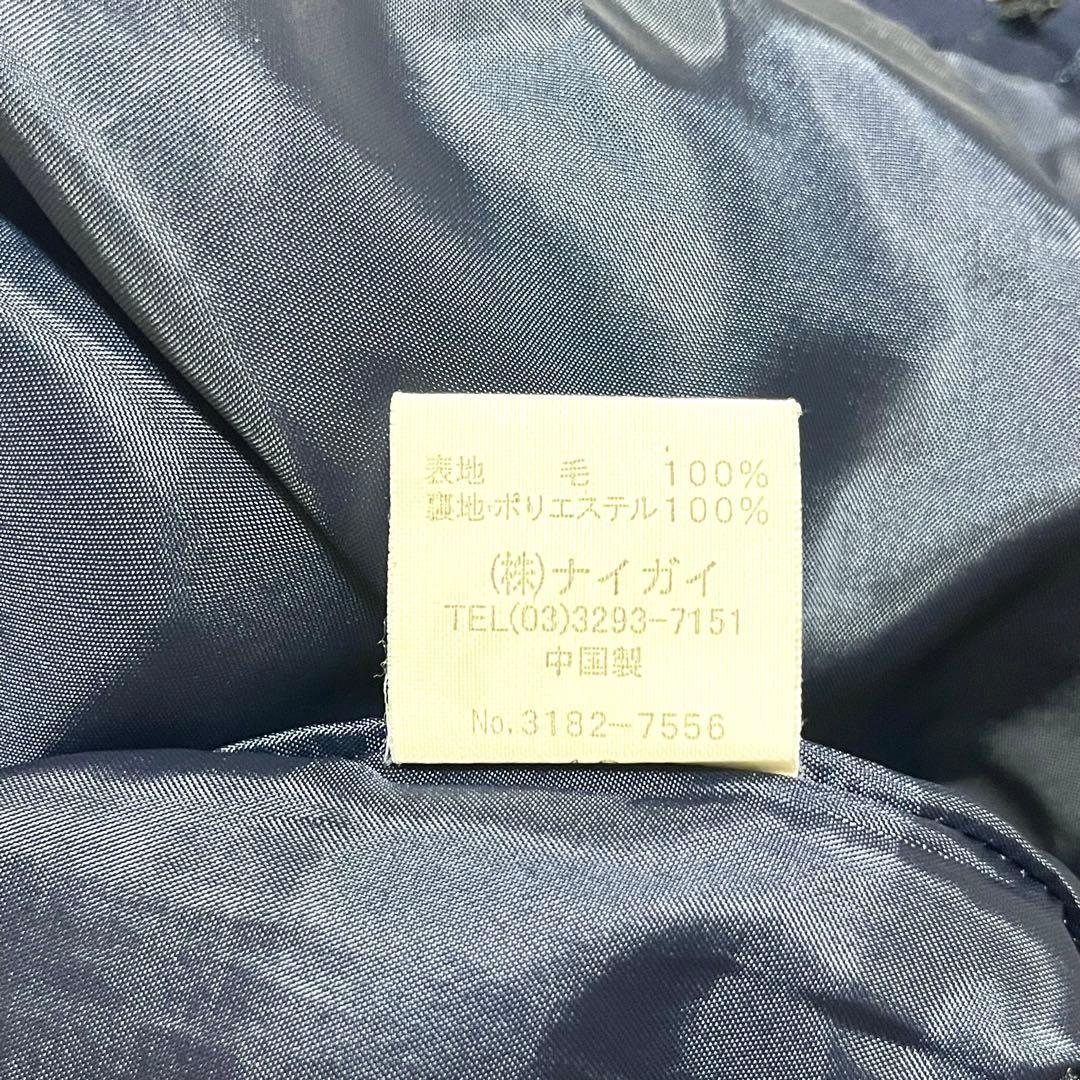 表地 毛 100%
裏地・ポリエステル100%
(株)ナイガイ
TEL(03)3293-7151
中国製
No.3182-7556